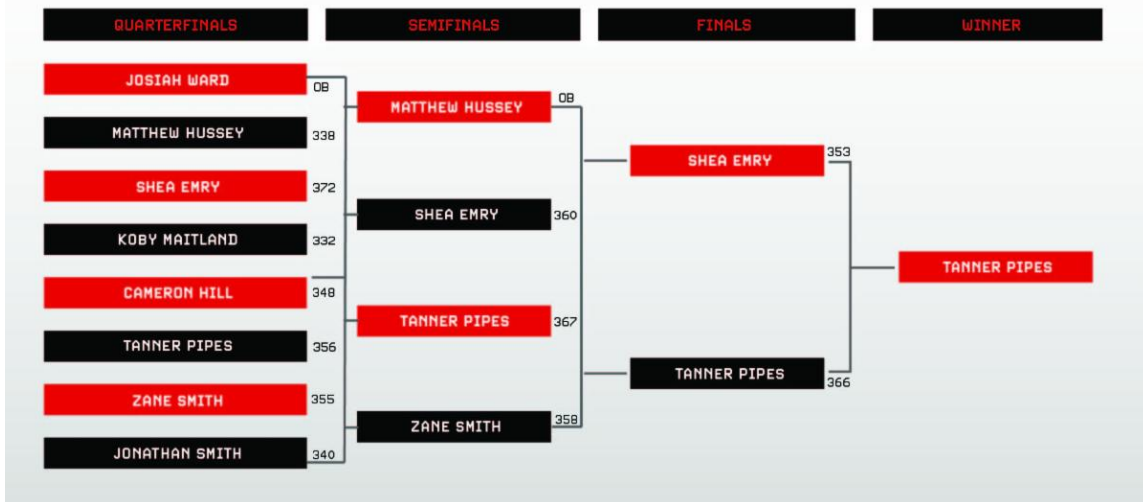 QUARTERFINALS SEMIFINALS FINALS WINNER
JOSIAH WARD OB
MATTHEW HUSSEY 338
SHEA EMRY 372
KOBY MAITLAND 332
CAMERON HILL 348
TANNER PIPES 356
ZANE SMITH 355
JONATHAN SMITH 340
MATTHEW HUSSEY OB
SHEA EMRY 360
TANNER PIPES 367
ZANE SMITH 358
SHEA EMRY 353
TANNER PIPES 366
TANNER PIPES